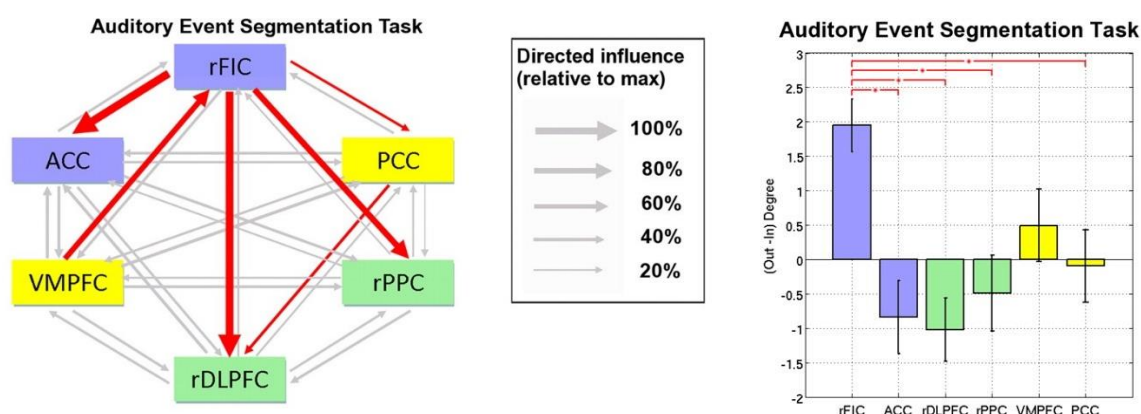 Auditory Event Segmentation Task
rFIC
ACC
PCC
VMPFC
rPPC
rDLPFC
Directed influence
(relative to max)
100%
80%
60%
40%
20%
Auditory Event Segmentation Task
(Out -In) Degree
3
2.5
2
1.5
1
0.5
0
-0.5
-1
-1.5
-2
*
*
*
*
rFIC ACC rDLPFC rPPC VMPFC PCC